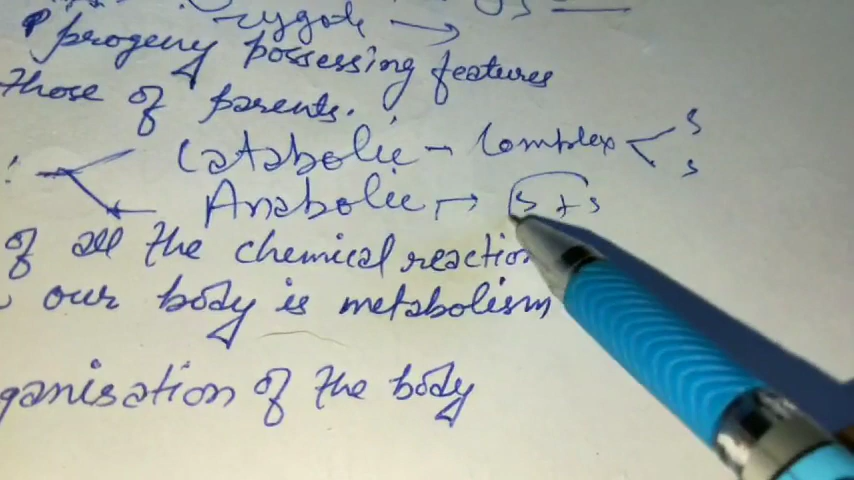 zygote →
progeny possessing features
those of parents.
: Catabolic - Complex < s s
Anabolic → s + s
of all the chemical reaction
our body is metabolism
ganisation of the body